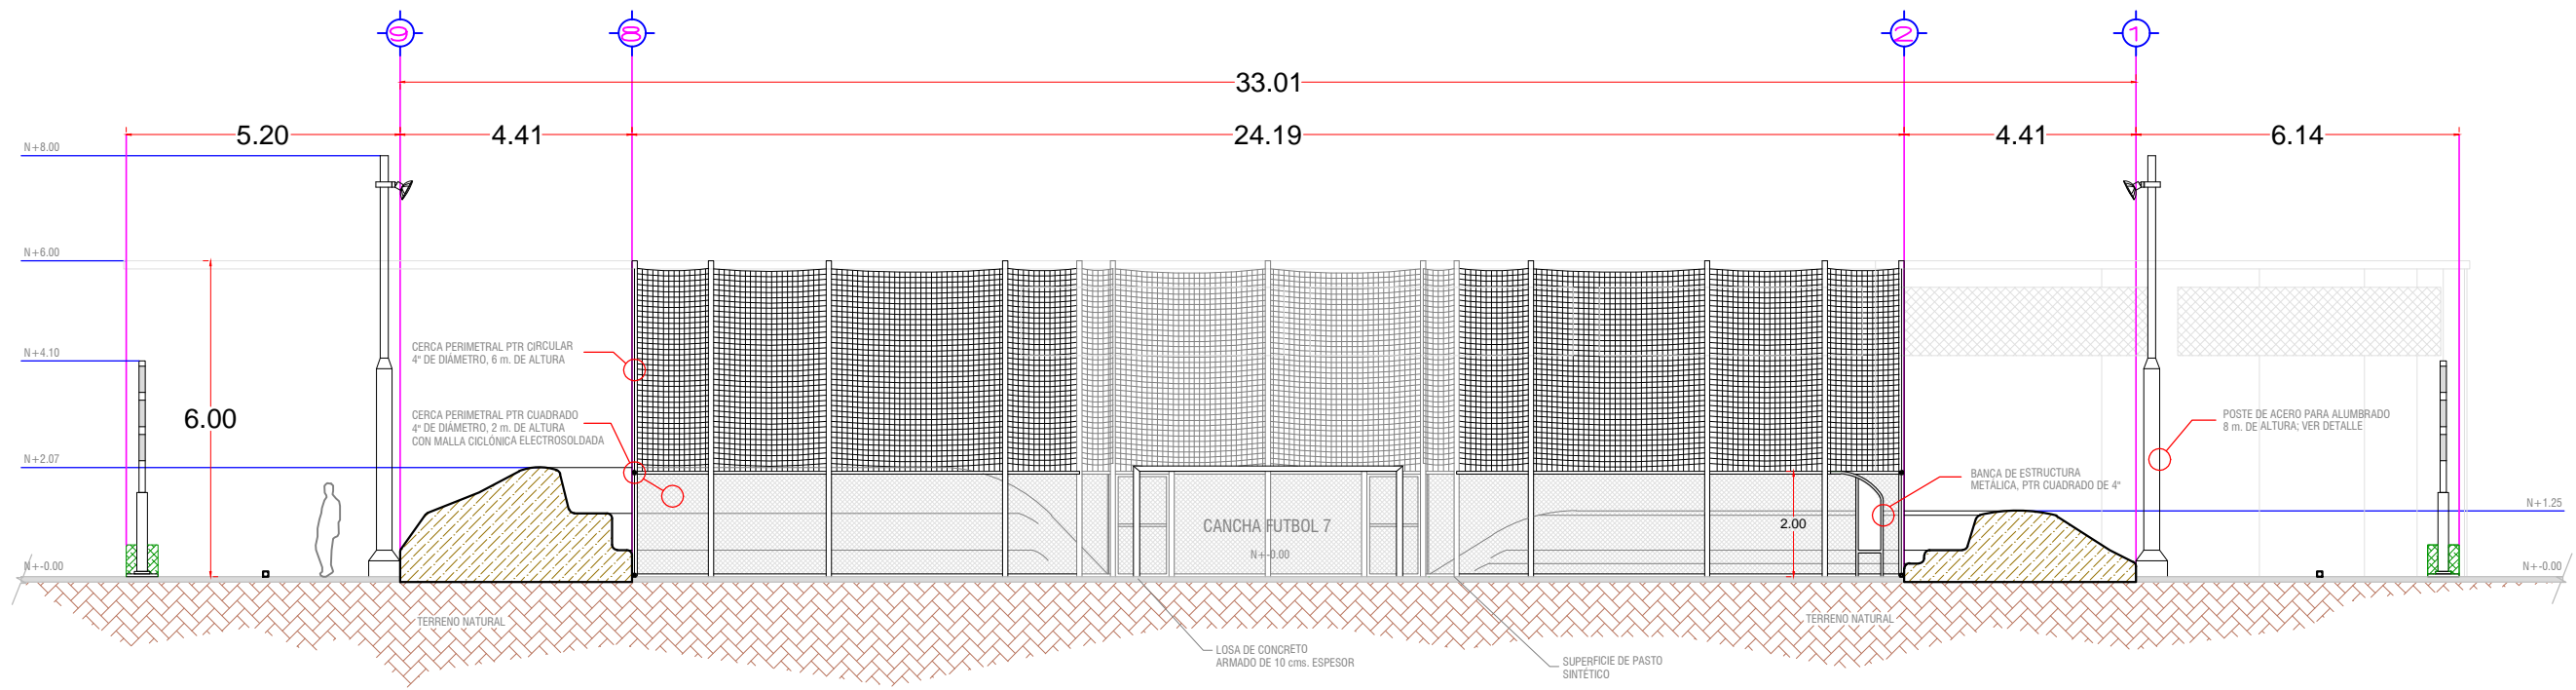 9
8
2
1
33.01
5.20
4.41
24.19
4.41
6.14
N+8.00
N+6.00
N+4.10
6.00
N+2.07
N+-0.00
CERCA PERIMETRAL PTR CIRCULAR
4" DE DIÁMETRO, 6 m. DE ALTURA
CERCA PERIMETRAL PTR CUADRADO
4" DE DIÁMETRO, 2 m. DE ALTURA
CON MALLA CICLÓNICA ELECTROSOLDADA
CANCHA FUTBOL 7
N+-0.00
2.00
BANCA DE ESTRUCTURA
METÁLICA, PTR CUADRADO DE 4"
POSTE DE ACERO PARA ALUMBRADO
8 m. DE ALTURA; VER DETALLE
N+1.25
N+-0.00
TERRENO NATURAL
TERRENO NATURAL
LOSA DE CONCRETO
ARMADO DE 10 cms. ESPESOR
SUPERFICIE DE PASTO
SINTÉTICO